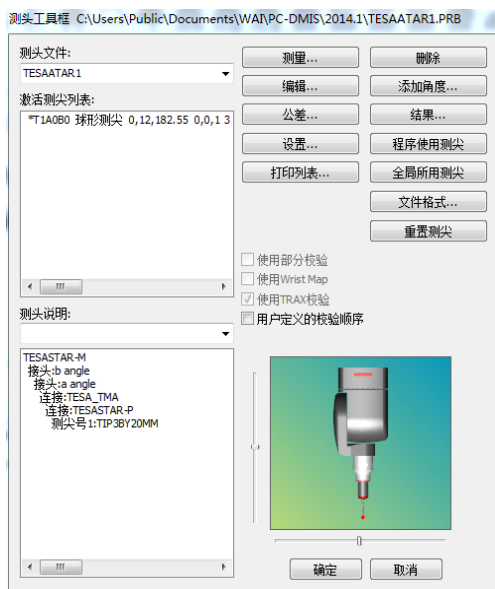 测头工具框 C:\Users\Public\Documents\WAI\PC-DMIS\2014.1\TESAATAR1.PRB
测头文件:
TESAATAR1
激活测尖列表:
*T1A0B0 球形测尖 0,12,182.55 0,0,1 3
测量...
删除
编辑...
添加角度...
公差...
结果...
设置...
程序使用测尖
打印列表...
全局所用测尖
文件格式...
重置测尖
使用部分校验
使用Wrist Map
使用TRAX校验
用户定义的校验顺序
测头说明:
TESASTAR-M
接头:b angle
接头:a angle
连接:TESA_TMA
连接:TESASTAR-P
测尖号1:TIP3BY20MM
确定
取消